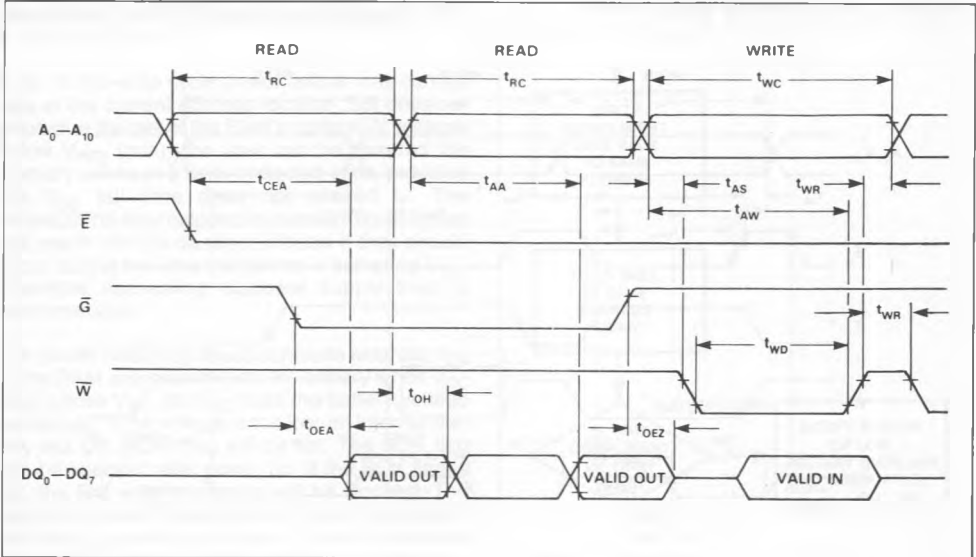 READ READ WRITE
tRC tRC tWC
A0–A10
tCEA tAA tAS tWR
tAW
E̅
G̅
tWR
tWD
W̅
tOH
tOEA tOEZ
DQ0–DQ7 VALID OUT VALID OUT VALID IN